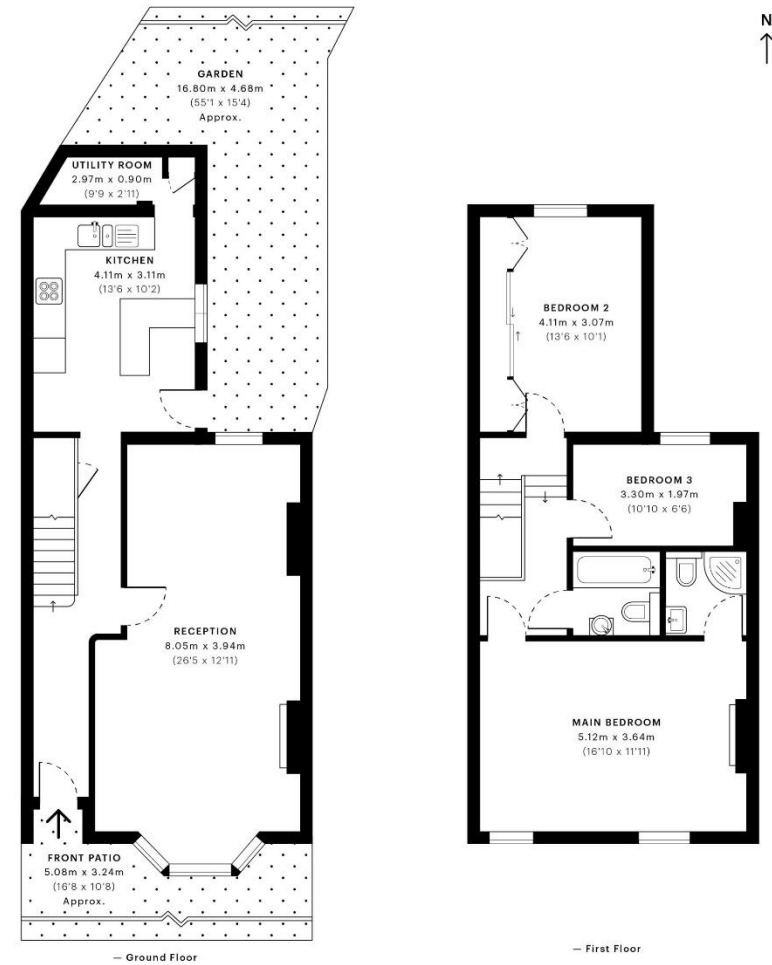 N
GARDEN
16.80m x 4.68m
(55'1 x 15'4)
Approx.
UTILITY ROOM
2.97m x 0.90m
(9'9 x 2'11)
KITCHEN
4.11m x 3.11m
(13'6 x 10'2)
RECEPTION
8.05m x 3.94m
(26'5 x 12'11)
FRONT PATIO
5.08m x 3.24m
(16'8 x 10'8)
Approx.
— Ground Floor
BEDROOM 2
4.11m x 3.07m
(13'6 x 10'1)
BEDROOM 3
3.30m x 1.97m
(10'10 x 6'6)
MAIN BEDROOM
5.12m x 3.64m
(16'10 x 11'11)
— First Floor